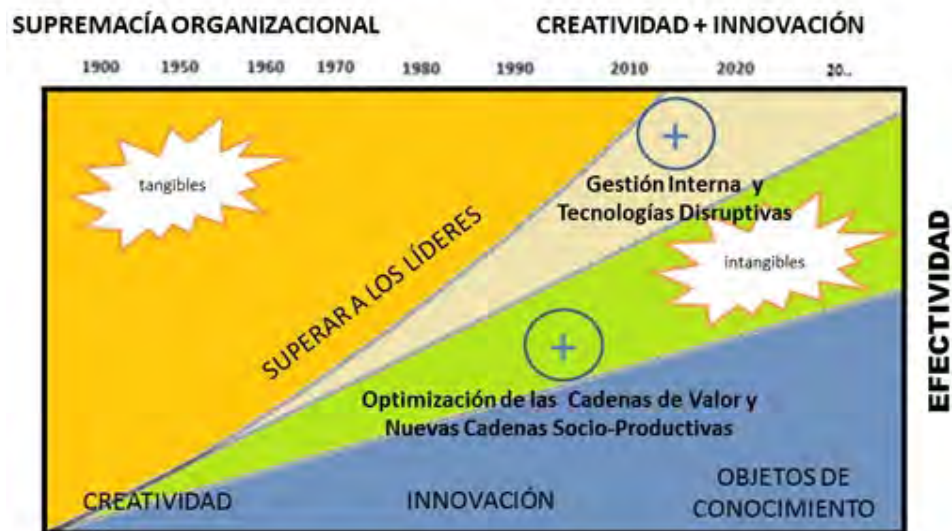 SUPREMACÍA ORGANIZACIONAL
CREATIVIDAD + INNOVACIÓN
1900 1950 1960 1970 1980 1990 2010 2020 20..
tangibles
Gestión Interna y
Tecnologías Disruptivas
SUPERAR A LOS LÍDERES
intangibles
EFECTIVIDAD
Optimización de las Cadenas de Valor y
Nuevas Cadenas Socio-Productivas
CREATIVIDAD
INNOVACIÓN
OBJETOS DE
CONOCIMIENTO